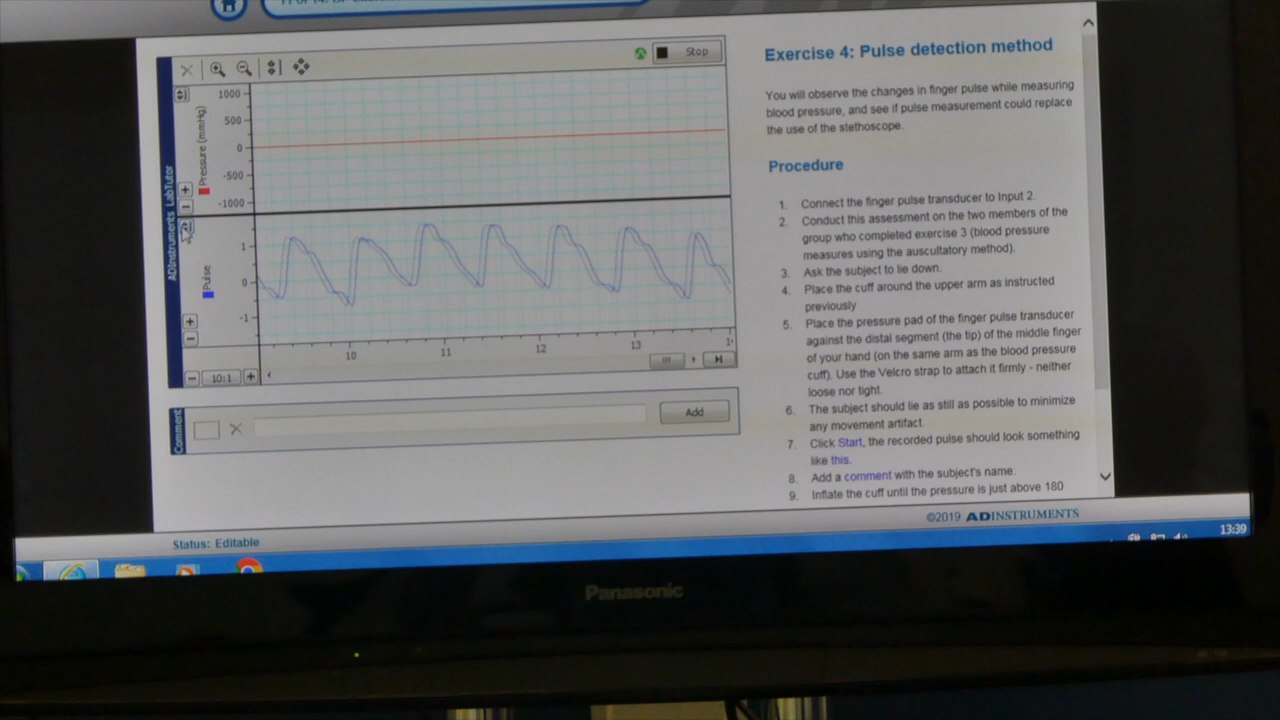 Stop
Exercise 4: Pulse detection method
You will observe the changes in finger pulse while measuring
blood pressure, and see if pulse measurement could replace
the use of the stethoscope.
Procedure
1. Connect the finger pulse transducer to Input 2.
2. Conduct this assessment on the two members of the
group who completed exercise 3 (blood pressure
measures using the auscultatory method).
3. Ask the subject to lie down.
4. Place the cuff around the upper arm as instructed
previously
5. Place the pressure pad of the finger pulse transducer
against the distal segment (the tip) of the middle finger
of your hand (on the same arm as the blood pressure
cuff). Use the Velcro strap to attach it firmly - neither
loose nor tight.
6. The subject should lie as still as possible to minimize
any movement artifact.
7. Click Start, the recorded pulse should look something
like this.
8. Add a comment with the subject's name.
9. Inflate the cuff until the pressure is just above 180
ADInstruments LabTutor
Pressure (mmHg)
1000
500
0
-500
-1000
Pulse
1
0
-1
10 11 12 13
10:1
Comment
Add
©2019 ADINSTRUMENTS
Status: Editable
13:39
Panasonic